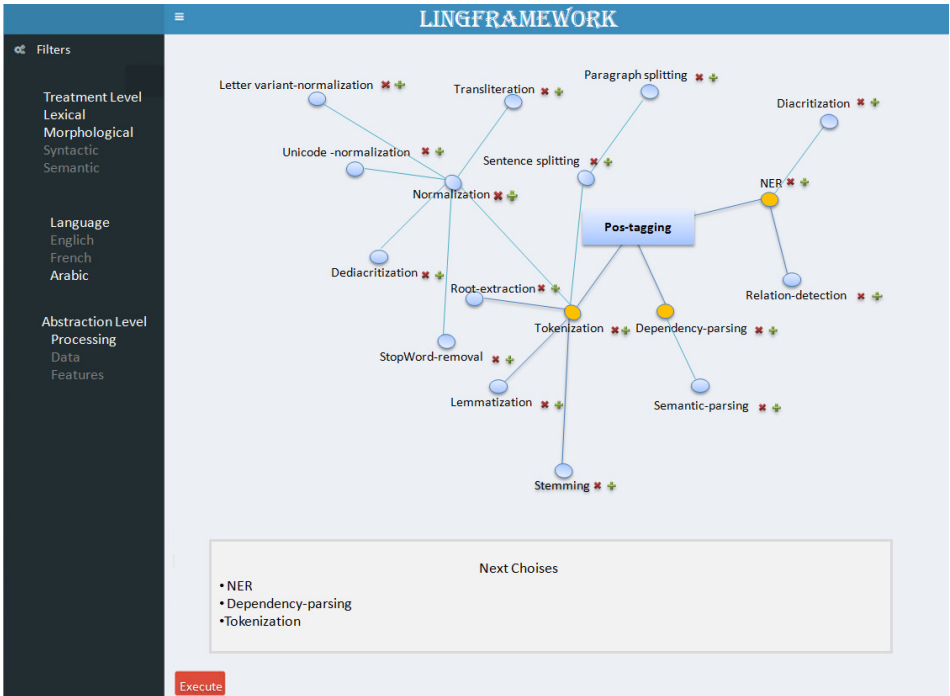 LINGFRAMEWORK
Filters
Treatment Level
Lexical
Morphological
Syntactic
Semantic
Language
Englich
French
Arabic
Abstraction Level
Processing
Data
Features
Letter variant-normalization
Transliteration
Paragraph splitting
Diacritization
Unicode -normalization
Sentence splitting
NER
Normalization
Pos-tagging
Dediacritization
Root-extraction
Relation-detection
Tokenization
Dependency-parsing
StopWord-removal
Lemmatization
Semantic-parsing
Stemming
Next Choises
• NER
• Dependency-parsing
•Tokenization
Execute